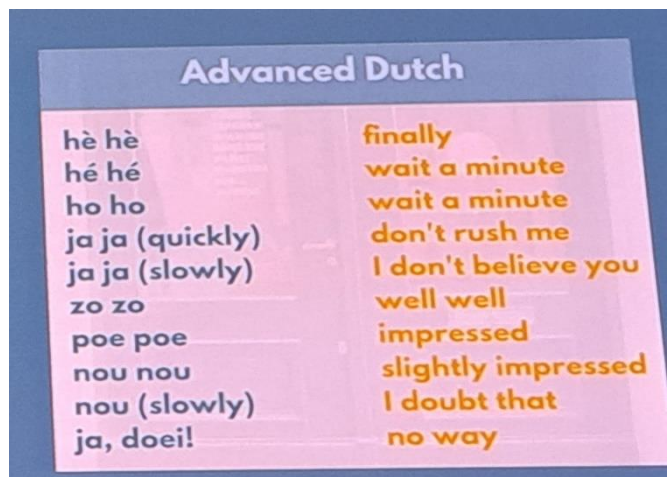 Advanced Dutch
hè hè finally
hé hé wait a minute
ho ho wait a minute
ja ja (quickly) don't rush me
ja ja (slowly) I don't believe you
zo zo well well
poe poe impressed
nou nou slightly impressed
nou (slowly) I doubt that
ja, doei! no way